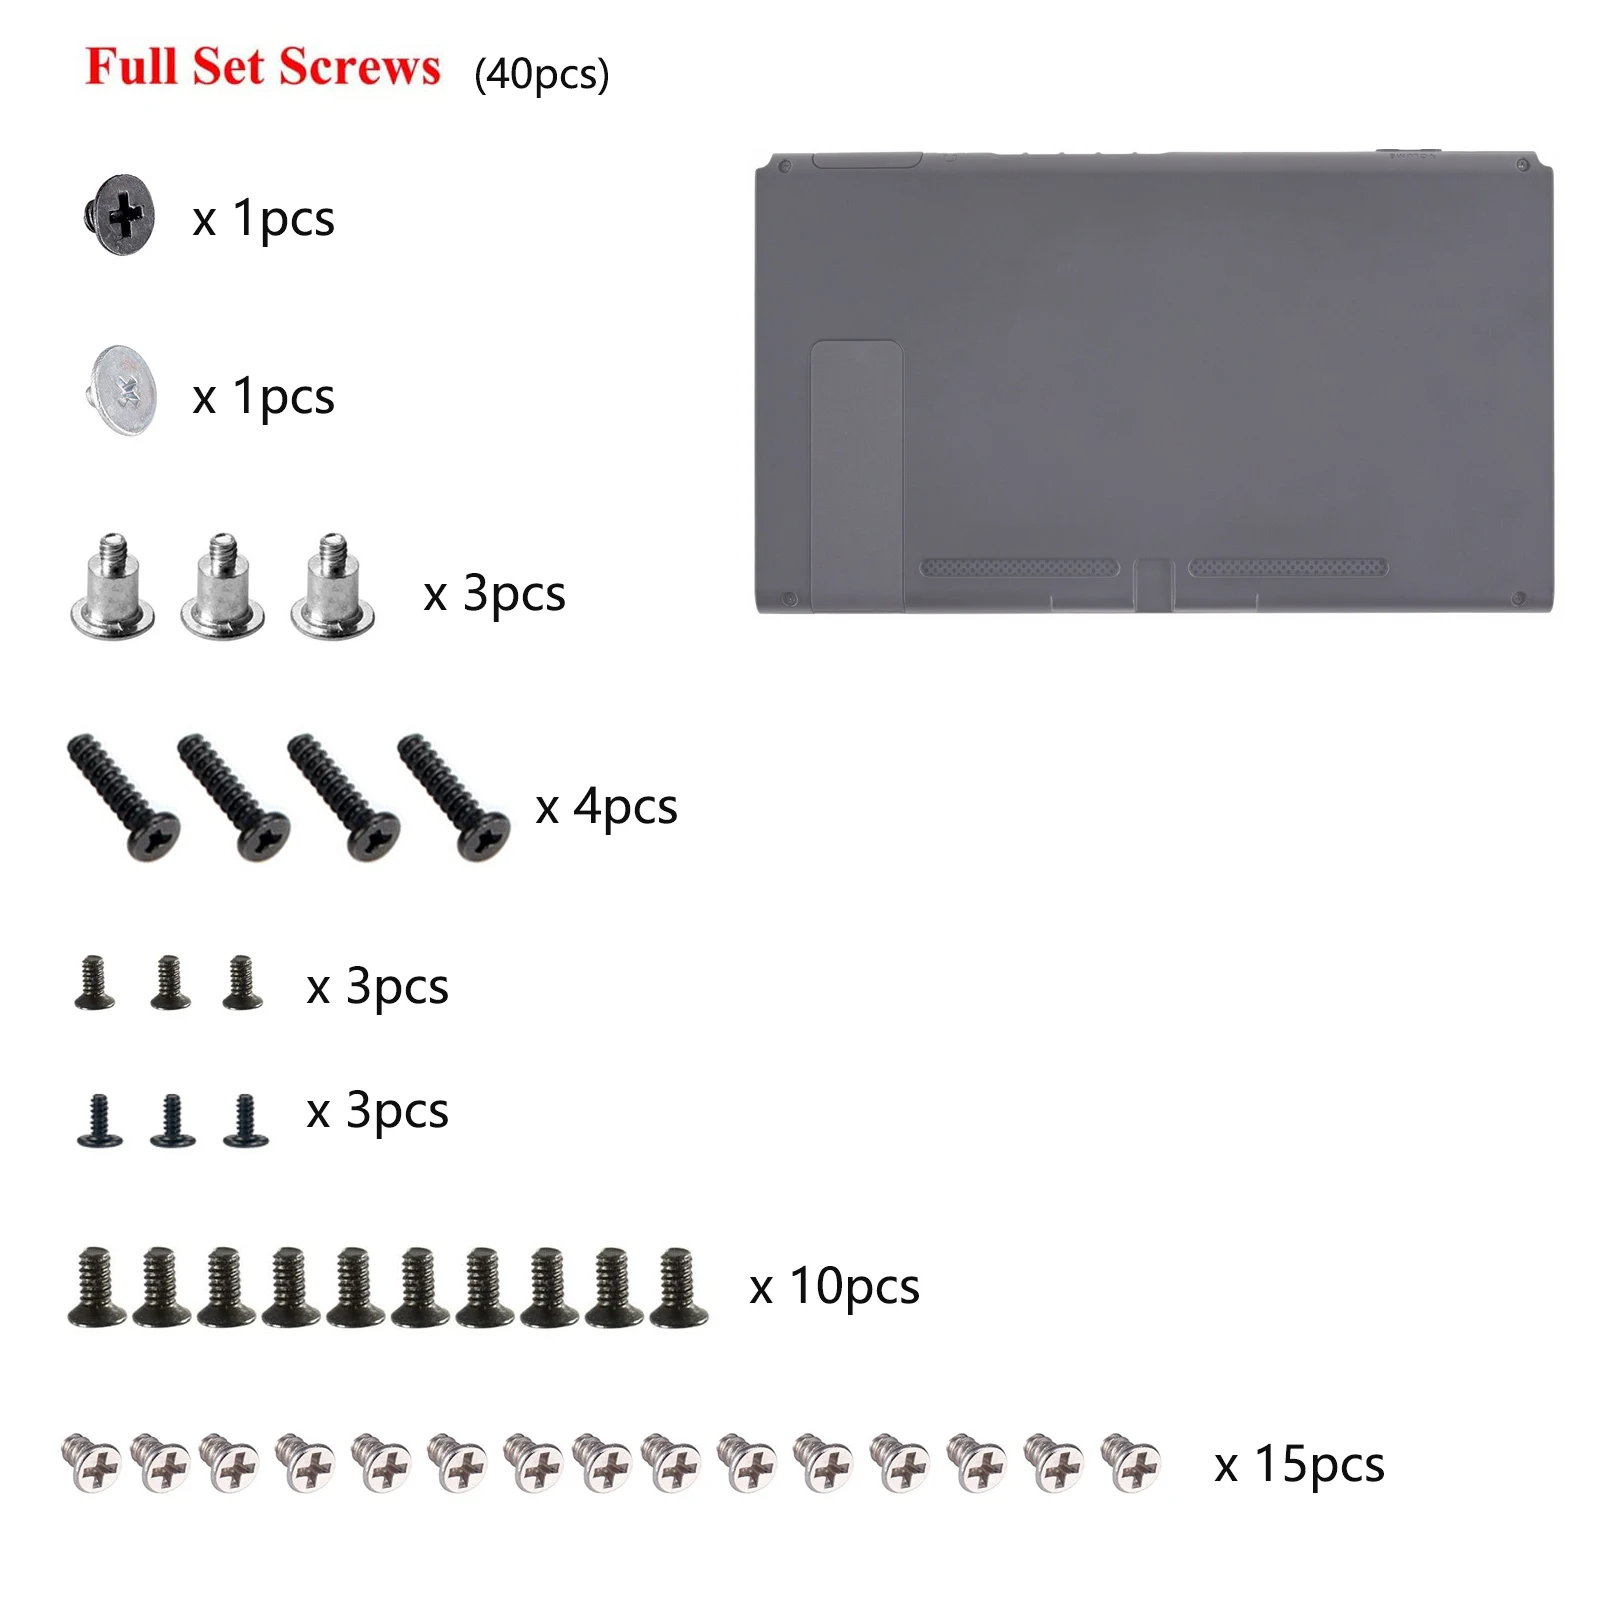 Full Set Screws (40pcs)
x 1pcs
x 1pcs
x 3pcs
x 4pcs
x 3pcs
x 3pcs
x 10pcs
x 15pcs